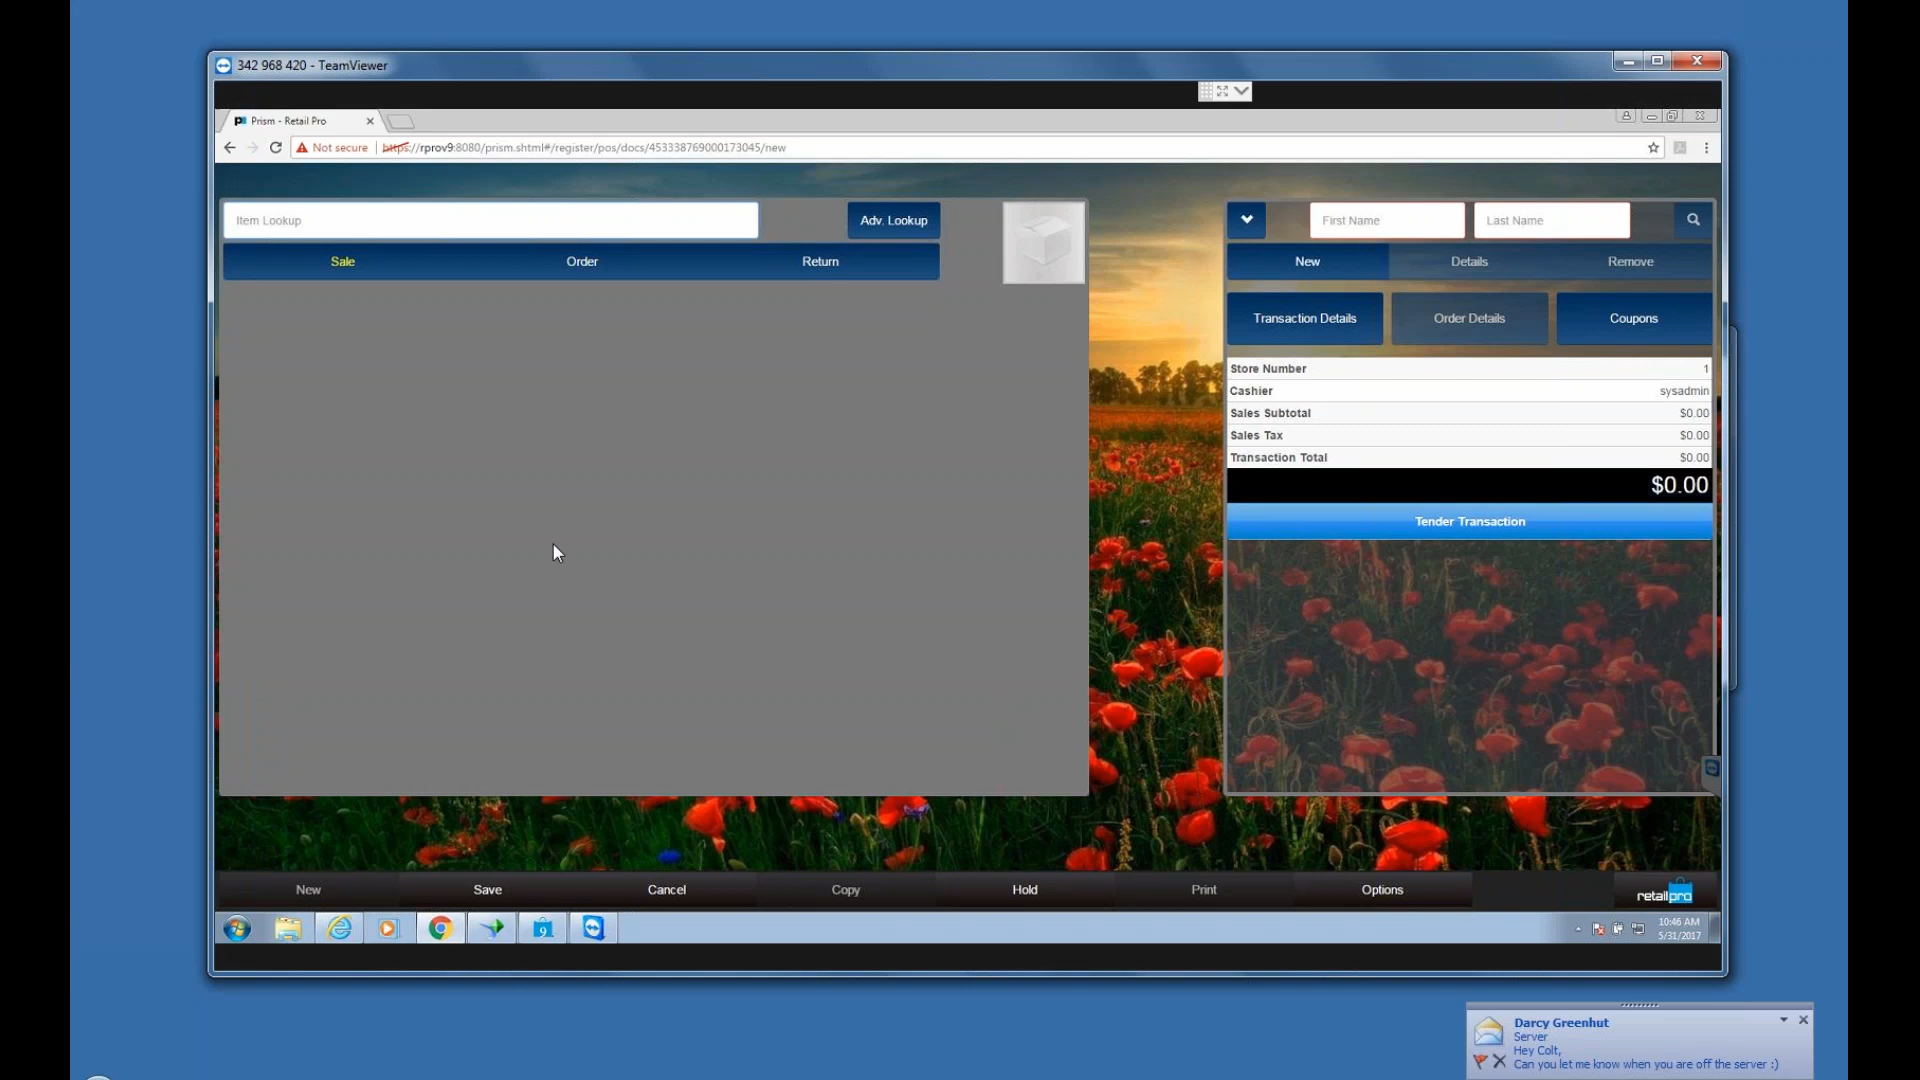 342 968 420 - TeamViewer
Prism - Retail Pro
Not secure | https://rprov9:8080/prism.shtml#/register/pos/docs/453338769000173045/new
Item Lookup
Adv. Lookup
Sale Order Return
First Name Last Name
New Details Remove
Transaction Details Order Details Coupons
Store Number 1
Cashier sysadmin
Sales Subtotal $0.00
Sales Tax $0.00
Transaction Total $0.00
$0.00
Tender Transaction
New Save Cancel Copy Hold Print Options
retailpro
9
10:46 AM
5/31/2017
Darcy Greenhut
Server
Hey Colt,
Can you let me know when you are off the server :)